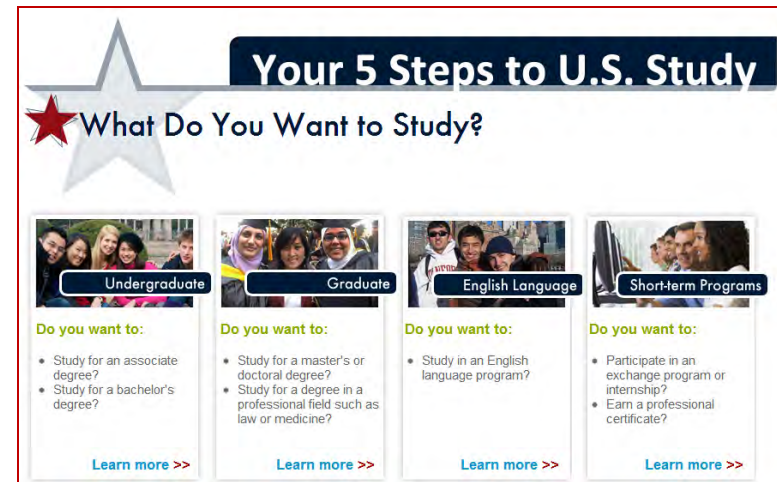 Your 5 Steps to U.S. Study
What Do You Want to Study?
Undergraduate
Do you want to:
• Study for an associate
degree?
• Study for a bachelor's
degree?
Learn more >>
Graduate
Do you want to:
• Study for a master's or
doctoral degree?
• Study for a degree in a
professional field such as
law or medicine?
Learn more >>
English Language
Do you want to:
• Study in an English
language program?
Learn more >>
Short-term Programs
Do you want to:
• Participate in an
exchange program or
internship?
• Earn a professional
certificate?
Learn more >>